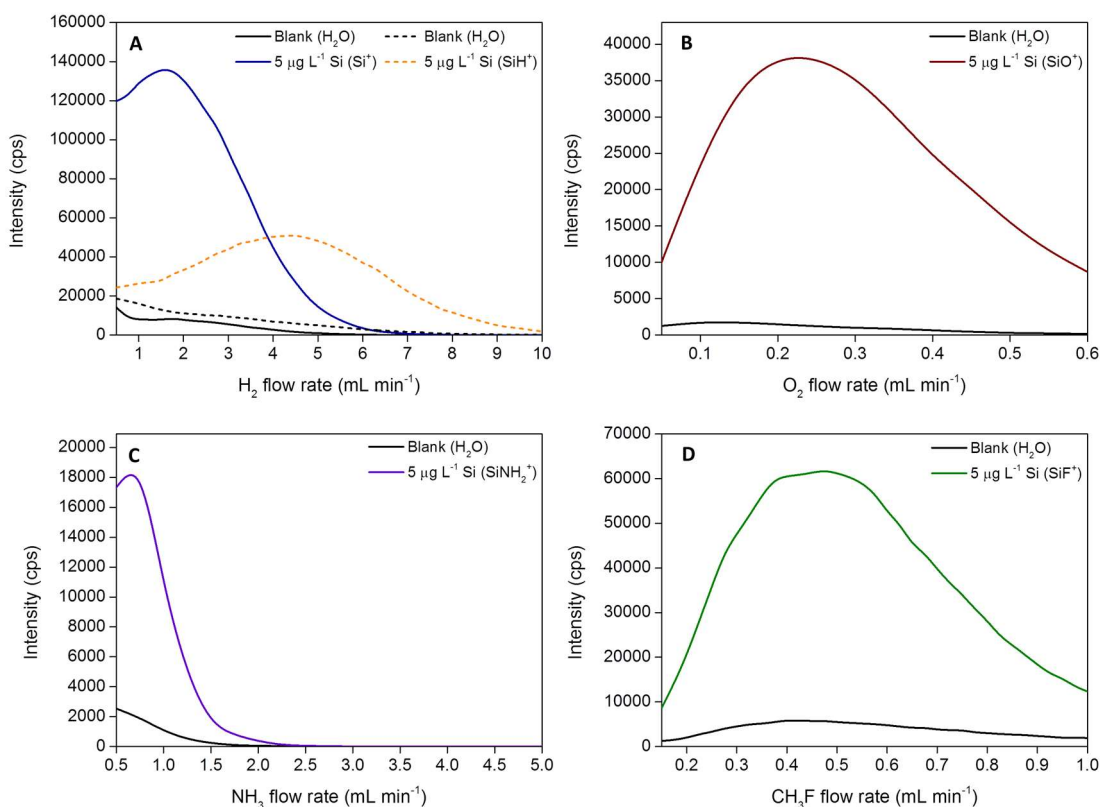 A
Blank (H₂O) Blank (H₂O)
5 μg L⁻¹ Si (Si⁺) 5 μg L⁻¹ Si (SiH⁺)
Intensity (cps)
160000
140000
120000
100000
80000
60000
40000
20000
0
1 2 3 4 5 6 7 8 9 10
H₂ flow rate (mL min⁻¹)
B
Blank (H₂O)
5 μg L⁻¹ Si (SiO⁺)
Intensity (cps)
40000
35000
30000
25000
20000
15000
10000
5000
0
0.1 0.2 0.3 0.4 0.5 0.6
O₂ flow rate (mL min⁻¹)
C
Blank (H₂O)
5 μg L⁻¹ Si (SiNH₂⁺)
Intensity (cps)
20000
18000
16000
14000
12000
10000
8000
6000
4000
2000
0
0.5 1.0 1.5 2.0 2.5 3.0 3.5 4.0 4.5 5.0
NH₃ flow rate (mL min⁻¹)
D
Blank (H₂O)
5 μg L⁻¹ Si (SiF⁺)
Intensity (cps)
70000
60000
50000
40000
30000
20000
10000
0
0.2 0.3 0.4 0.5 0.6 0.7 0.8 0.9 1.0
CH₃F flow rate (mL min⁻¹)